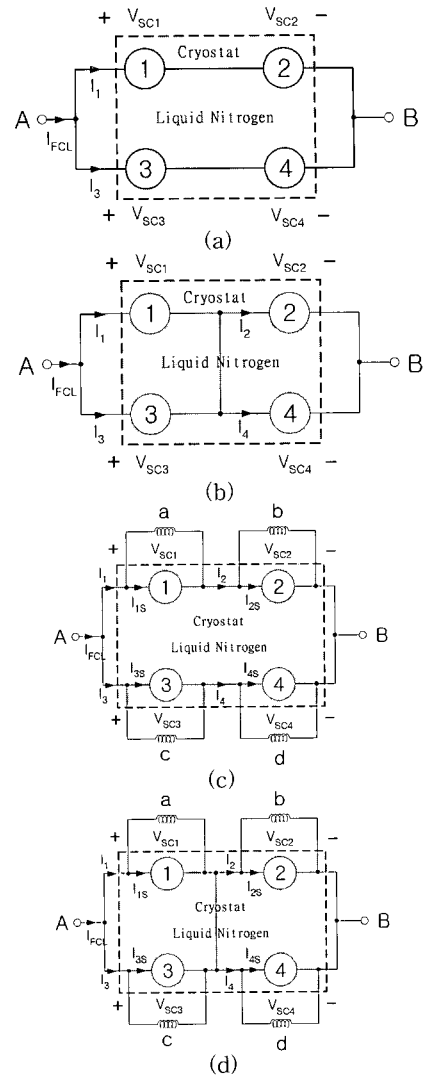 + V_SC1 V_SC2 −
Cryostat
1 2
I_1
Liquid Nitrogen
A B
I_FCL
3 4
I_3
+ V_SC3 V_SC4 −
(a)
+ V_SC1 V_SC2 −
Cryostat
1 2
I_1 I_2
Liquid Nitrogen
A B
I_FCL
3 4
I_3 I_4
+ V_SC3 V_SC4 −
(b)
a b
+ V_SC1 V_SC2 −
I_1 1 I_2 2
I_1S I_2S
Cryostat
A B
Liquid Nitrogen
I_FCL
I_3S I_4S
3 4
I_3 I_4
+ V_SC3 V_SC4 −
c d
(c)
a b
+ V_SC1 V_SC2 −
I_1 1 I_2 2
I_1S I_2S
Cryostat
A B
Liquid Nitrogen
I_FCL
I_3S I_4S
3 4
I_3 I_4
+ V_SC3 V_SC4 −
c d
(d)